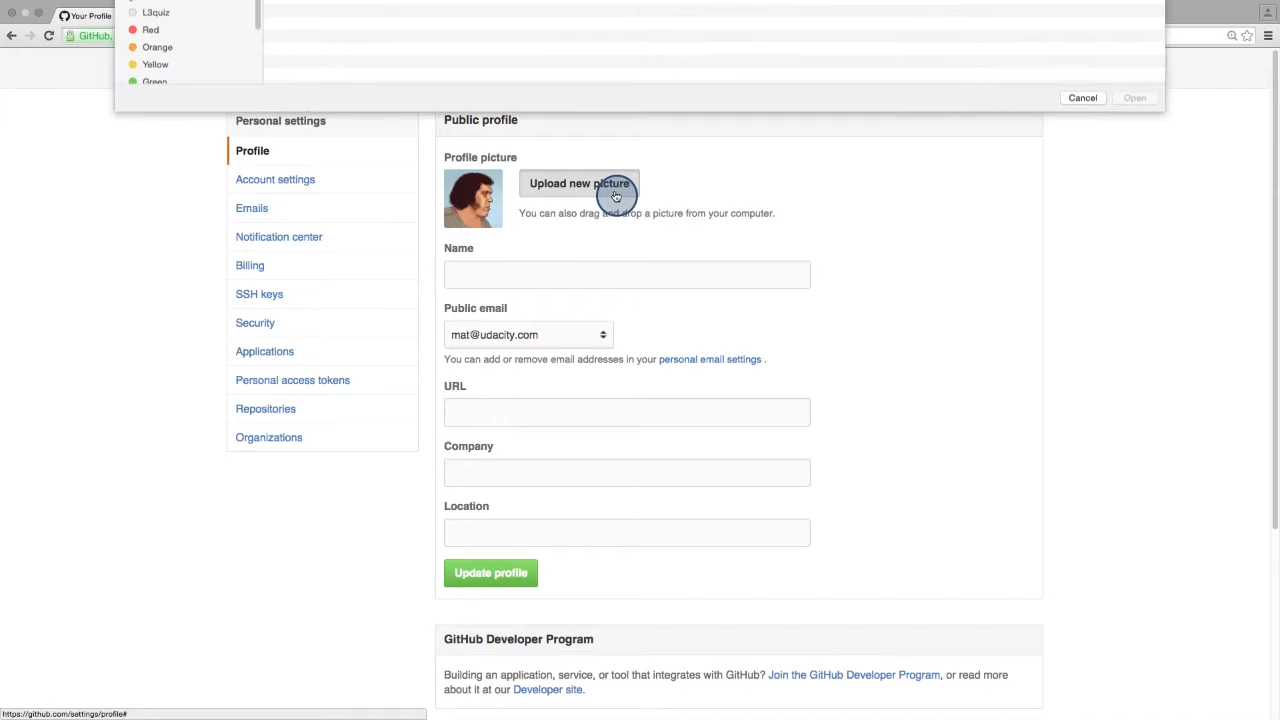 Your Profile
L3quiz
Red
GitHub,
Orange
Yellow
Green
Cancel
Open
Personal settings
Profile
Account settings
Emails
Notification center
Billing
SSH keys
Security
Applications
Personal access tokens
Repositories
Organizations
Public profile
Profile picture
Upload new picture
You can also drag and drop a picture from your computer.
Name
Public email
mat@udacity.com
You can add or remove email addresses in your personal email settings .
URL
Company
Location
Update profile
GitHub Developer Program
Building an application, service, or tool that integrates with GitHub? Join the GitHub Developer Program, or read more
about it at our Developer site.
https://github.com/settings/profile#